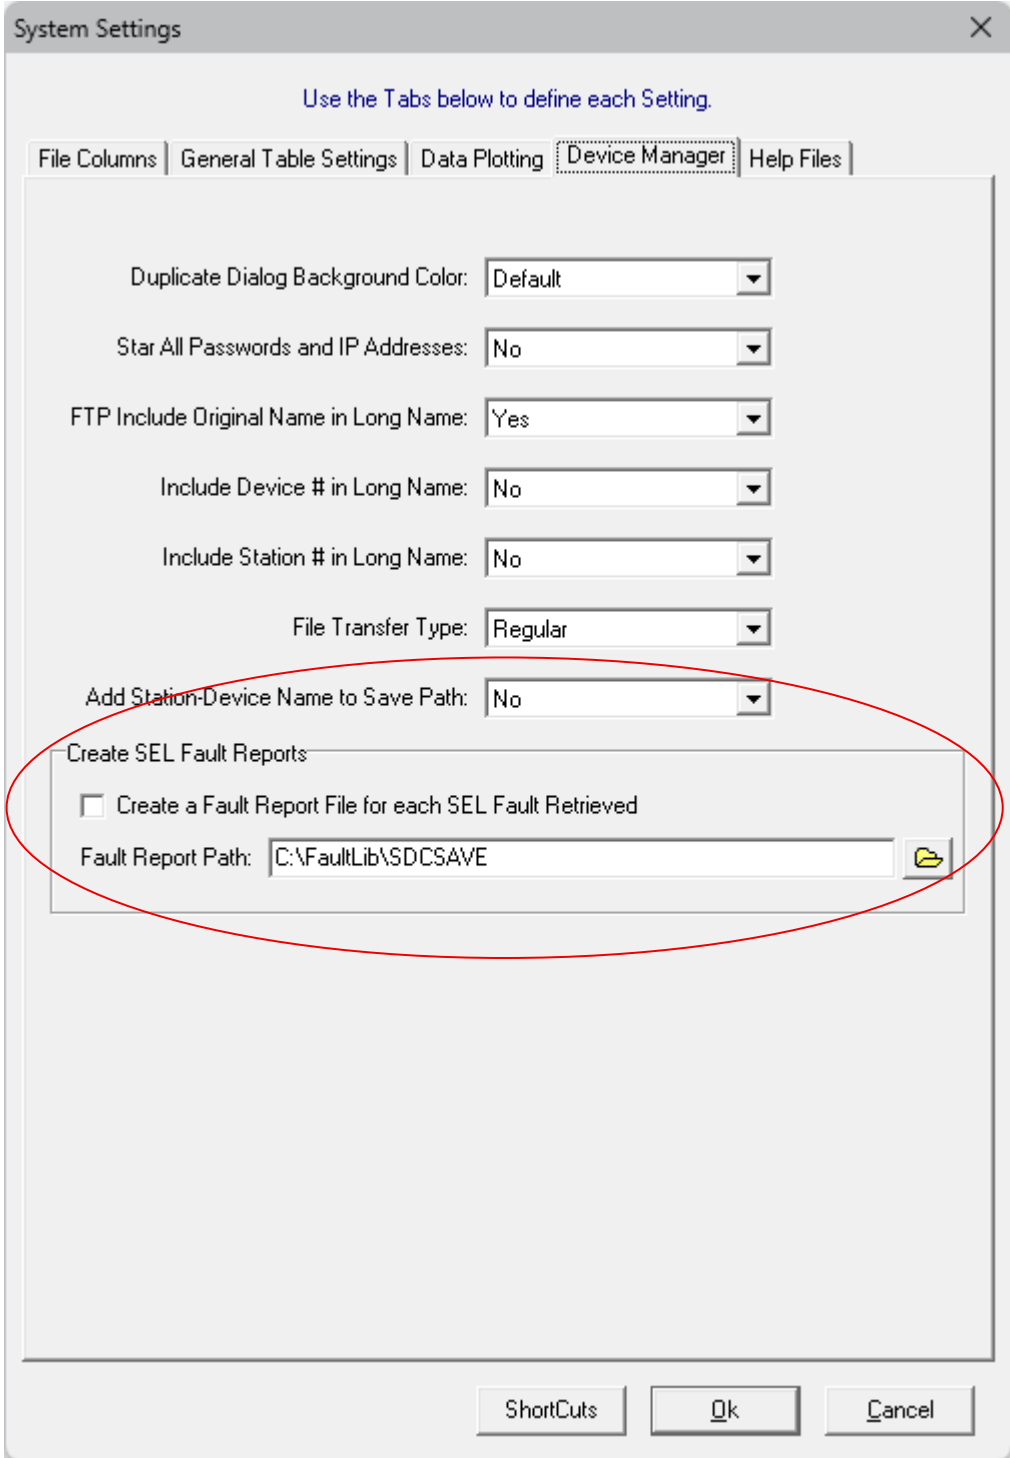 System Settings
Use the Tabs below to define each Setting.
File Columns General Table Settings Data Plotting Device Manager Help Files
Duplicate Dialog Background Color: Default
Star All Passwords and IP Addresses: No
FTP Include Original Name in Long Name: Yes
Include Device # in Long Name: No
Include Station # in Long Name: No
File Transfer Type: Regular
Add Station-Device Name to Save Path: No
Create SEL Fault Reports
Create a Fault Report File for each SEL Fault Retrieved
Fault Report Path: C:\FaultLib\SDCSAVE
ShortCuts Ok Cancel